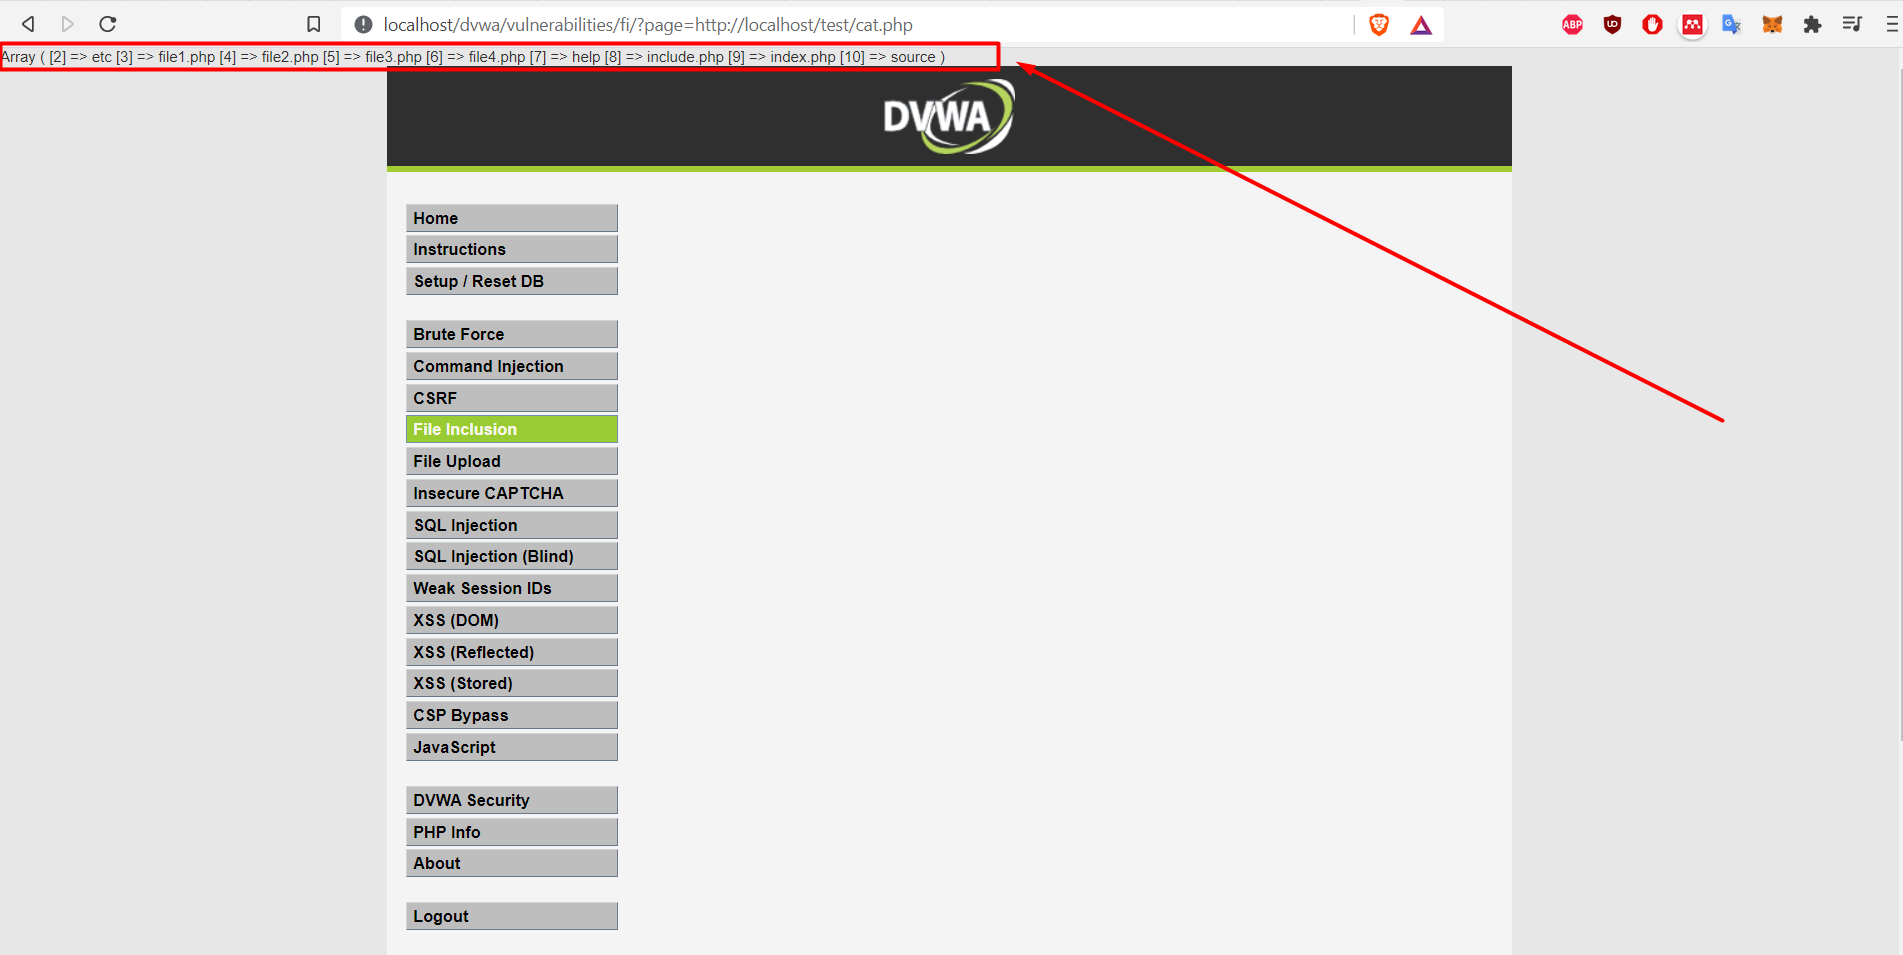 localhost/dvwa/vulnerabilities/fi/?page=http://localhost/test/cat.php
ABP
Array ( [2] => etc [3] => file1.php [4] => file2.php [5] => file3.php [6] => file4.php [7] => help [8] => include.php [9] => index.php [10] => source )
DVWA
Home
Instructions
Setup / Reset DB
Brute Force
Command Injection
CSRF
File Inclusion
File Upload
Insecure CAPTCHA
SQL Injection
SQL Injection (Blind)
Weak Session IDs
XSS (DOM)
XSS (Reflected)
XSS (Stored)
CSP Bypass
JavaScript
DVWA Security
PHP Info
About
Logout